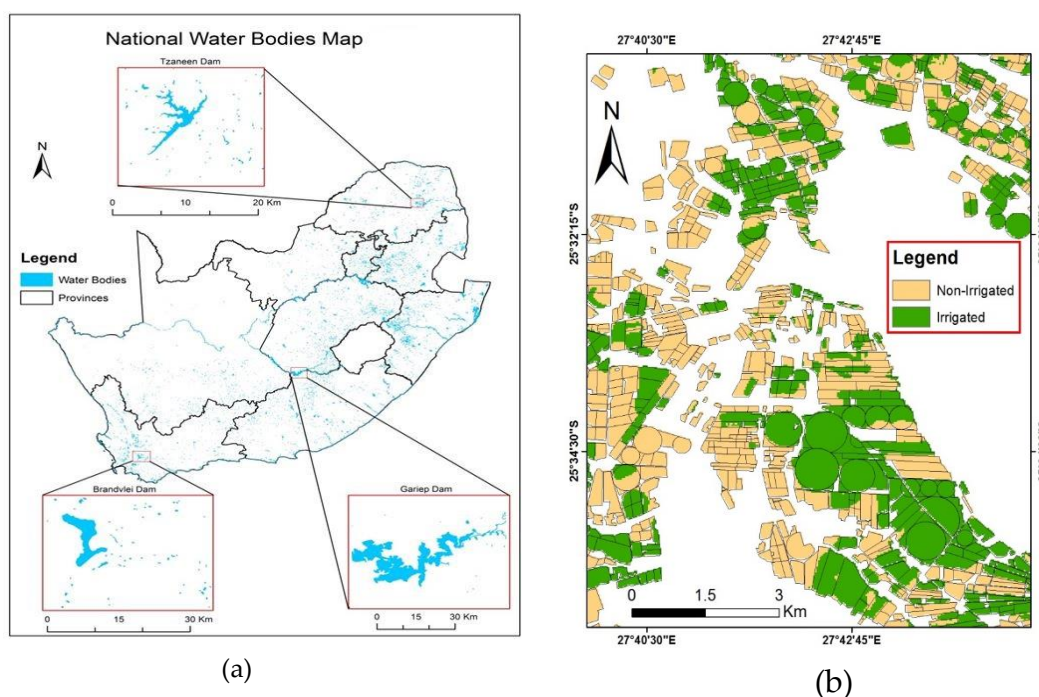 National Water Bodies Map
Tzaneen Dam
N
0 10 20 Km
Legend
Water Bodies
Provinces
Brandvlei Dam
Gariep Dam
0 15 30 Km
0 15 30 Km
(a)
27°40'30"E 27°42'45"E
N
25°32'15"S
Legend
Non-Irrigated
Irrigated
25°34'30"S
0 1.5 3
Km
27°40'30"E 27°42'45"E
(b)